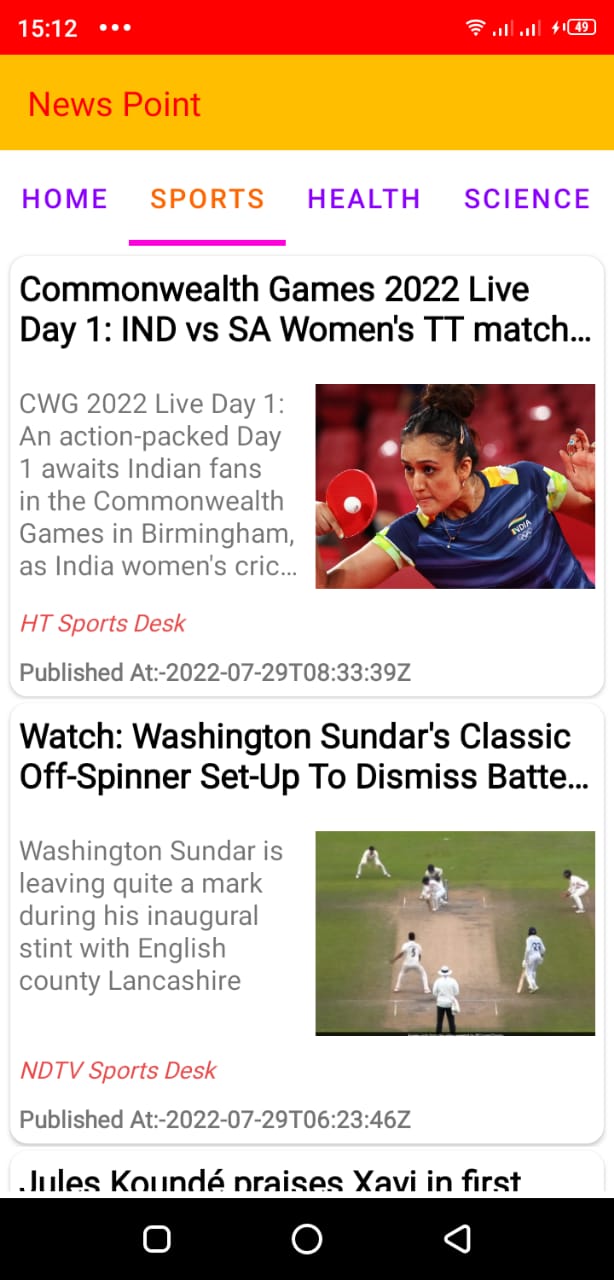 15:12 ••• 49
News Point
HOME SPORTS HEALTH SCIENCE
Commonwealth Games 2022 Live
Day 1: IND vs SA Women's TT match...
CWG 2022 Live Day 1:
An action-packed Day
1 awaits Indian fans
in the Commonwealth
Games in Birmingham,
as India women's cric...
INDIA
HT Sports Desk
Published At:-2022-07-29T08:33:39Z
Watch: Washington Sundar's Classic
Off-Spinner Set-Up To Dismiss Batte...
Washington Sundar is
leaving quite a mark
during his inaugural
stint with English
county Lancashire
NDTV Sports Desk
Published At:-2022-07-29T06:23:46Z
Jules Koundé praises Xavi in first